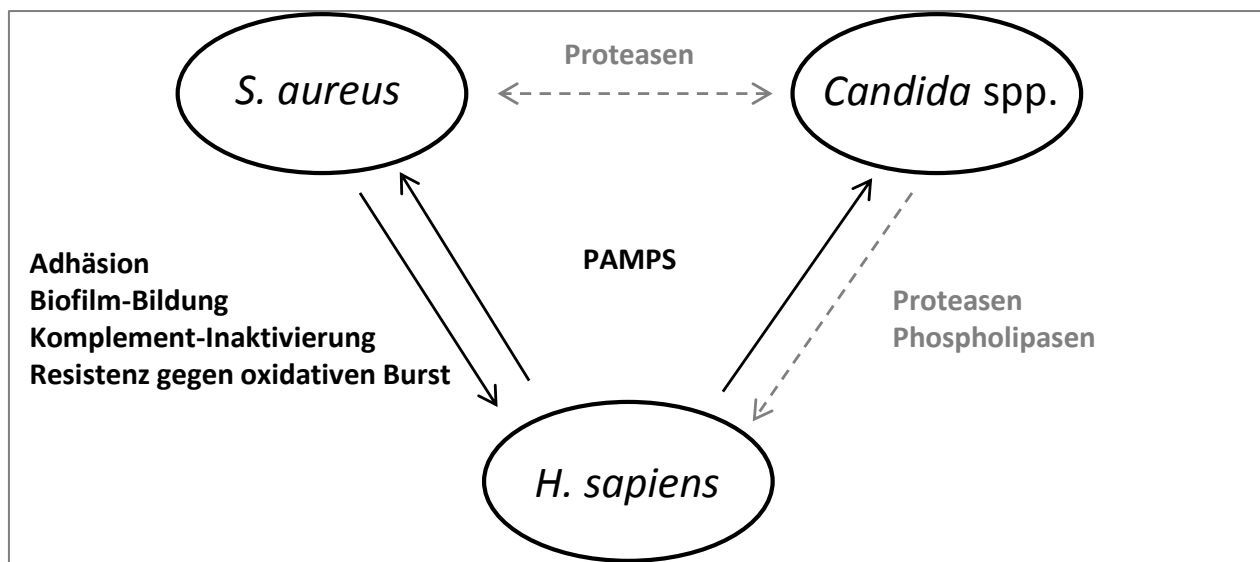 Proteasen
S. aureus
Candida spp.
Adhäsion
Biofilm-Bildung
Komplement-Inaktivierung
Resistenz gegen oxidativen Burst
PAMPS
Proteasen
Phospholipasen
H. sapiens